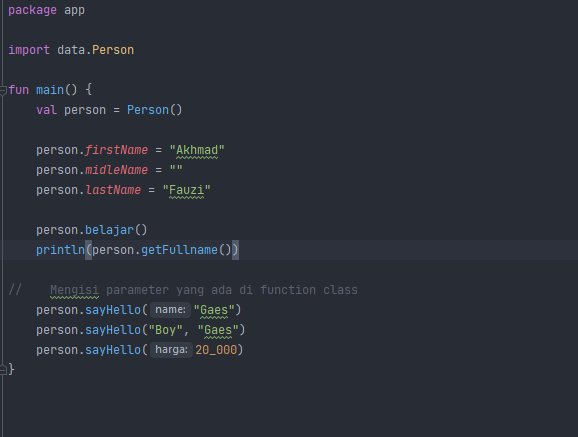 package app
import data.Person
fun main() {
val person = Person()
person.firstName = "Akhmad"
person.midleName = ""
person.lastName = "Fauzi"
person.belajar()
println(person.getFullname())
// Mengisi parameter yang ada di function class
person.sayHello( name: "Gaes")
person.sayHello("Boy", "Gaes")
person.sayHello( harga: 20_000)
}